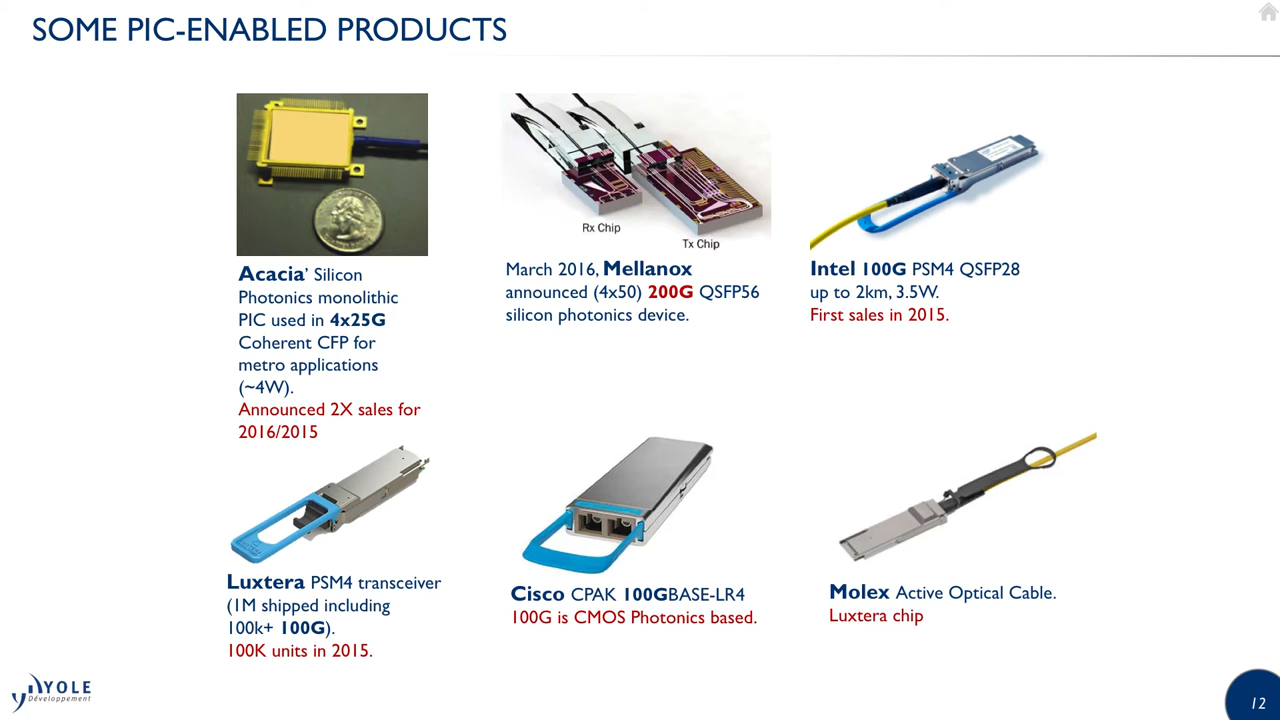 SOME PIC-ENABLED PRODUCTS
Rx Chip
Tx Chip
Acacia’ Silicon
Photonics monolithic
PIC used in 4x25G
Coherent CFP for
metro applications
(~4W).
Announced 2X sales for
2016/2015
March 2016, Mellanox
announced (4x50) 200G QSFP56
silicon photonics device.
Intel 100G PSM4 QSFP28
up to 2km, 3.5W.
First sales in 2015.
Luxtera PSM4 transceiver
(1M shipped including
100k+ 100G).
100K units in 2015.
Cisco CPAK 100GBASE-LR4
100G is CMOS Photonics based.
Molex Active Optical Cable.
Luxtera chip
YOLE
Développement
12